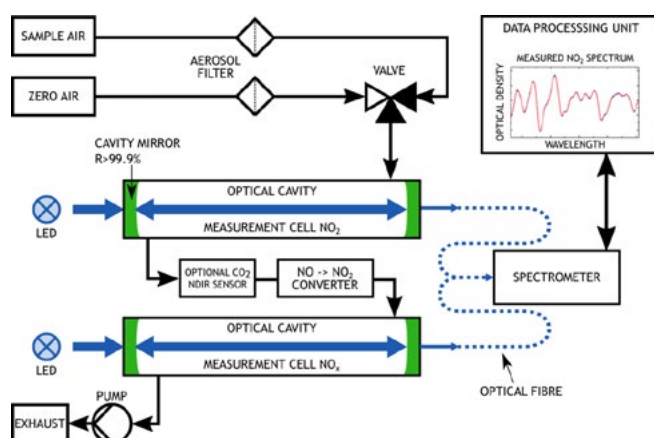 SAMPLE AIR
AEROSOL
FILTER
ZERO AIR
VALVE
DATA PROCESSSING UNIT
MEASURED NO₂ SPECTRUM
OPTICAL DENSITY
WAVELENGTH
CAVITY MIRROR
R>99.9%
LED
OPTICAL CAVITY
MEASUREMENT CELL NO₂
OPTIONAL CO₂
NDIR SENSOR
NO -> NO₂
CONVERTER
SPECTROMETER
LED
OPTICAL CAVITY
MEASUREMENT CELL NOₓ
OPTICAL FIBRE
PUMP
EXHAUST